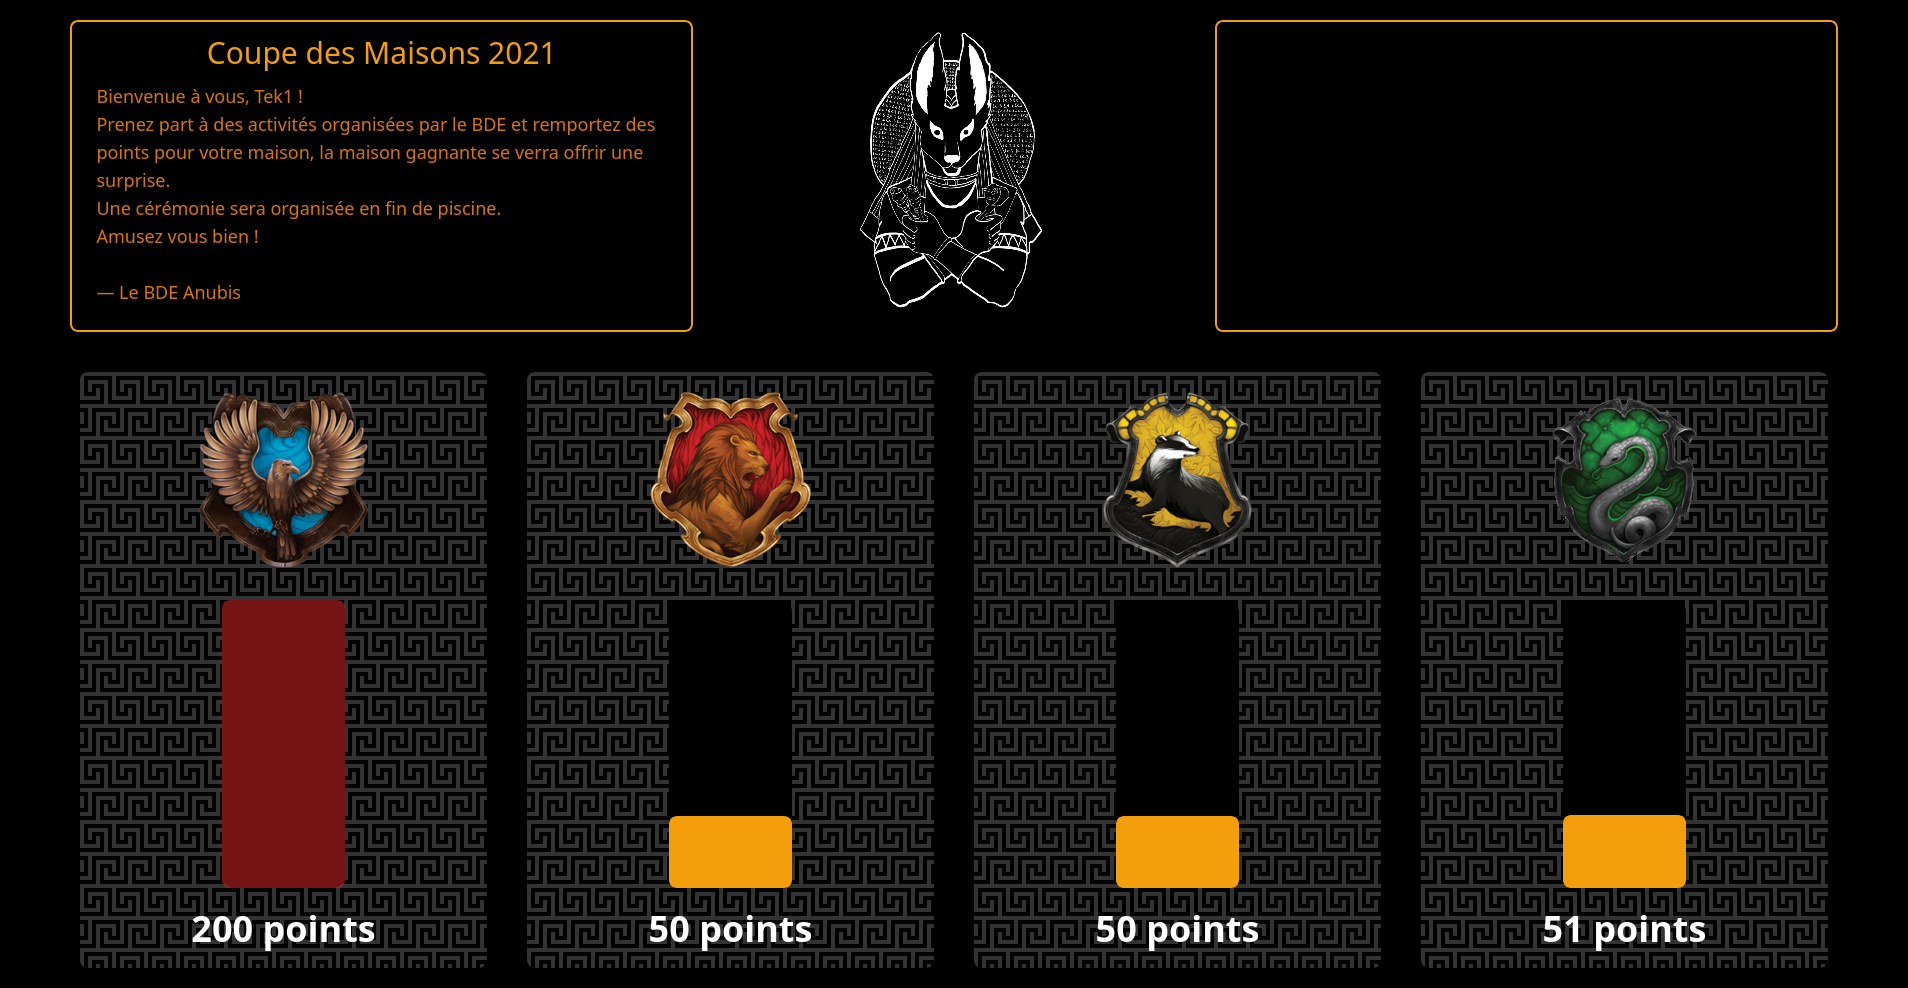 Coupe des Maisons 2021
Bienvenue à vous, Tek1 !
Prenez part à des activités organisées par le BDE et remportez des
points pour votre maison, la maison gagnante se verra offrir une
surprise.
Une cérémonie sera organisée en fin de piscine.
Amusez vous bien !
— Le BDE Anubis
200 points
50 points
50 points
51 points